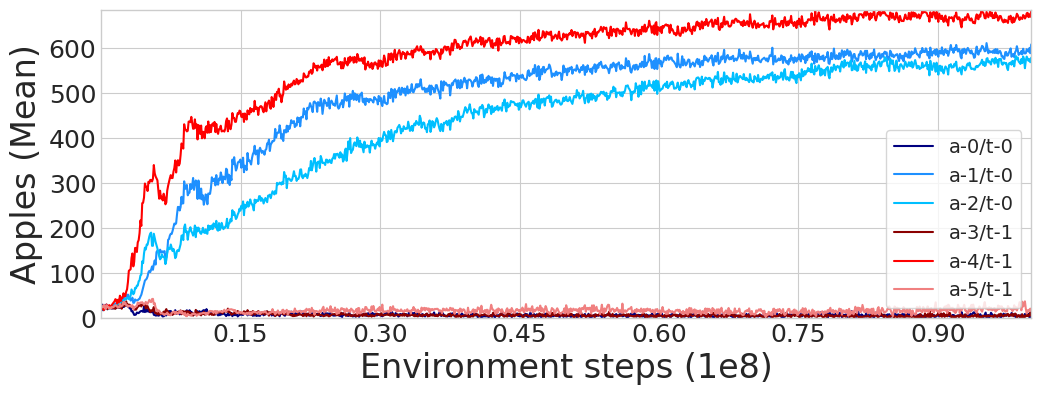 Apples (Mean)
600
500
400
300
200
100
0
0.15 0.30 0.45 0.60 0.75 0.90
Environment steps (1e8)
a-0/t-0
a-1/t-0
a-2/t-0
a-3/t-1
a-4/t-1
a-5/t-1